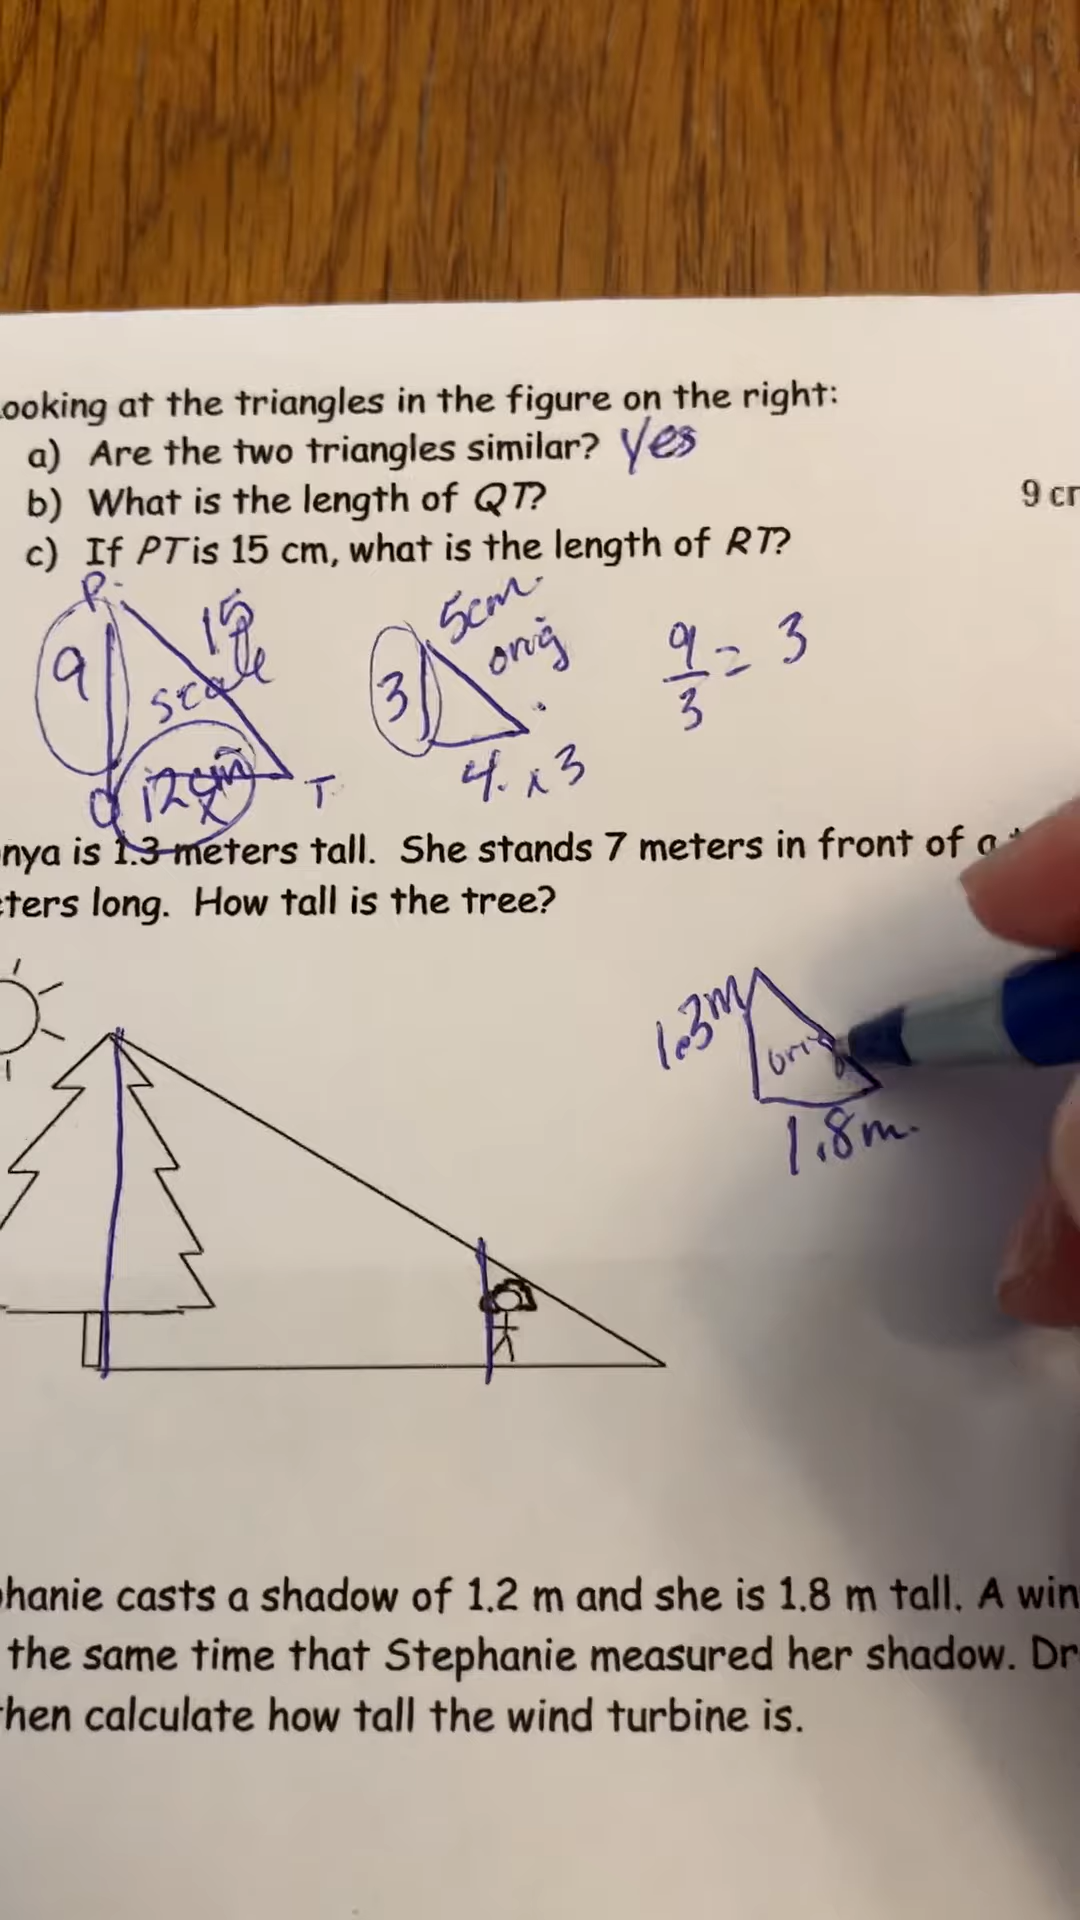 ooking at the triangles in the figure on the right:
a) Are the two triangles similar? Yes
b) What is the length of QT?
9 cm
c) If PT is 15 cm, what is the length of RT?
P
15
5cm
9
scale
orig
3
9/3 = 3
12cm
x
Q
T
4 x 3
nya is 1.3 meters tall. She stands 7 meters in front of a
ters long. How tall is the tree?
1.3m
orig
1.8m
hanie casts a shadow of 1.2 m and she is 1.8 m tall. A win
the same time that Stephanie measured her shadow. Dr
hen calculate how tall the wind turbine is.